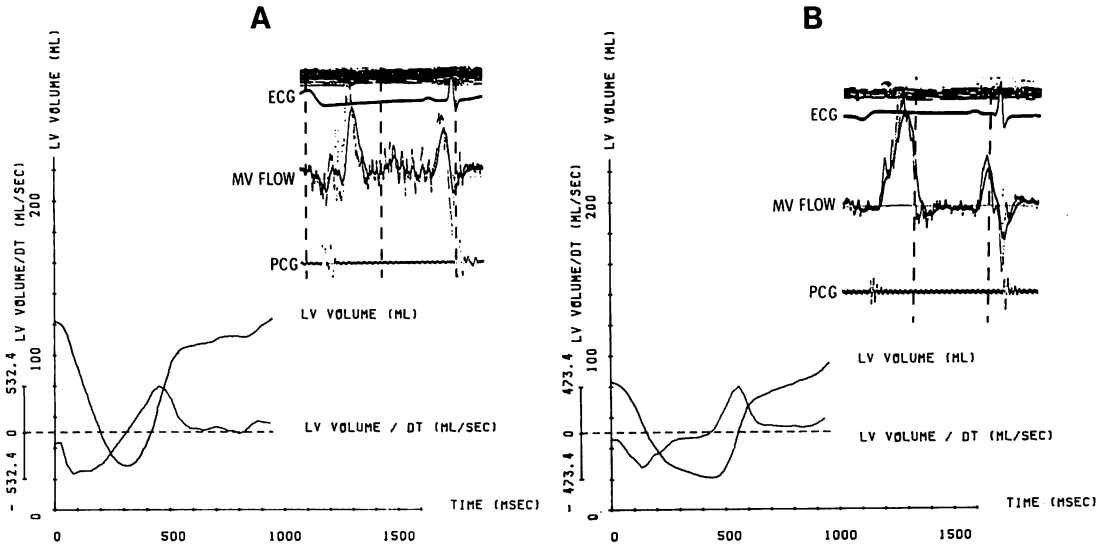 A
LV VOLUME (ML)
LV VOLUME/DT (ML/SEC)
200
100
0
532.4
0
- 532.4
ECG
MV FLOW
PCG
LV VOLUME (ML)
LV VOLUME / DT (ML/SEC)
TIME (MSEC)
0
500
1000
1500
B
LV VOLUME (ML)
LV VOLUME/DT (ML/SEC)
200
100
0
473.4
0
- 473.4
ECG
MV FLOW
PCG
LV VOLUME (ML)
LV VOLUME / DT (ML/SEC)
TIME (MSEC)
0
500
1000
1500